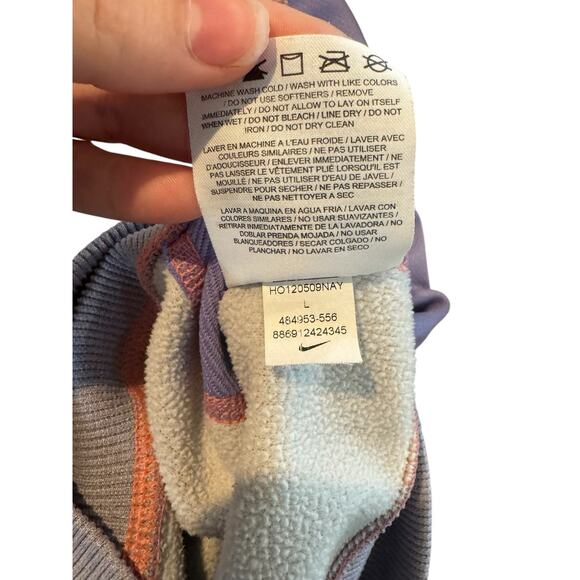 MACHINE WASH COLD / WASH WITH LIKE COLORS
/ DO NOT USE SOFTENERS / REMOVE
IMMEDIATELY / DO NOT ALLOW TO LAY ON ITSELF
WHEN WET / DO NOT BLEACH / LINE DRY / DO NOT
IRON / DO NOT DRY CLEAN
LAVER EN MACHINE A L'EAU FROIDE / LAVER AVEC
COULEURS SIMILAIRES / NE PAS UTILISER
D'ADOUCISSEUR / ENLEVER IMMEDIATEMENT / NE
PAS LAISSER LE VÊTEMENT PLIÉ LORSQU'IL EST
MOUILLÉ / NE PAS UTILISER D'EAU DE JAVEL /
SUSPENDRE POUR SECHER / NE PAS REPASSER /
NE PAS NETTOYER A SEC
LAVAR A MAQUINA EN AGUA FRIA / LAVAR CON
COLORES SIMILARES / NO USAR SUAVIZANTES /
RETIRAR INMEDIATAMENTE DE LA LAVADORA / NO
DOBLAR PRENDA MOJADA / NO USAR
BLANQUEADORES / SECAR COLGADO / NO
PLANCHAR / NO LAVAR EN SECO
HO120509NAY
L
484953-556
886912424345